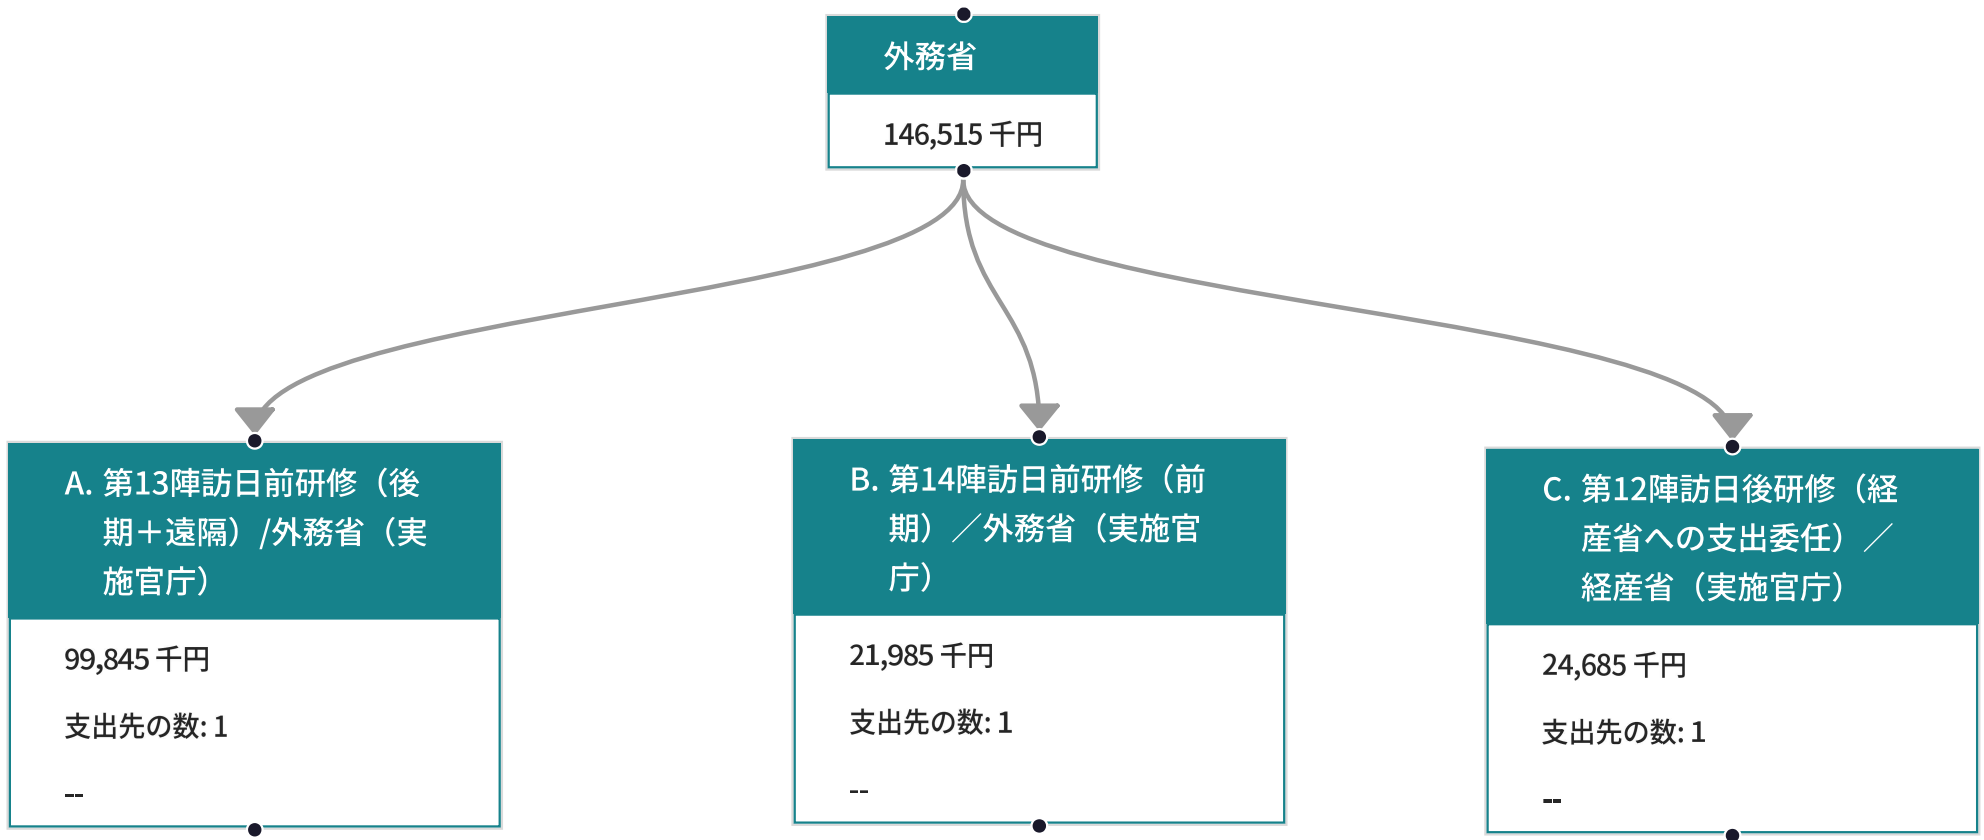 外務省
146,515 千円
A. 第13陣訪日前研修（後
期＋遠隔）/外務省（実
施官庁）
99,845 千円
支出先の数: 1
--
B. 第14陣訪日前研修（前
期）／外務省（実施官
庁）
21,985 千円
支出先の数: 1
--
C. 第12陣訪日後研修（経
産省への支出委任）／
経産省（実施官庁）
24,685 千円
支出先の数: 1
--